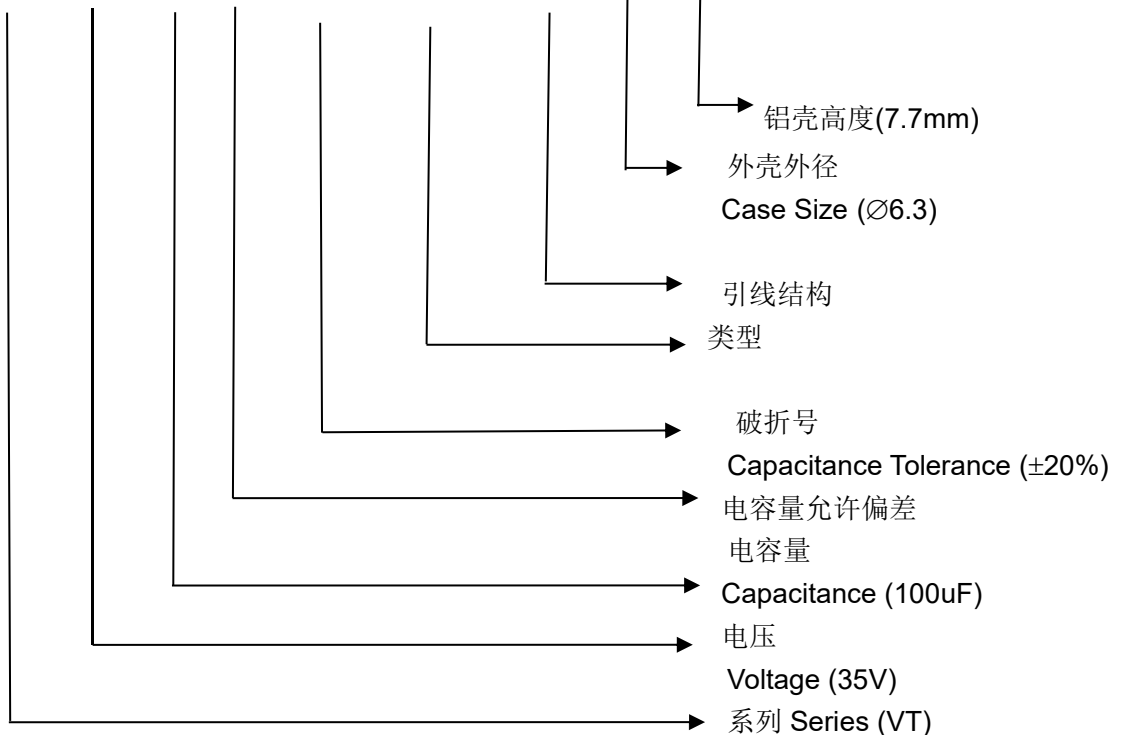 铝壳高度(7.7mm)
外壳外径
Case Size (∅6.3)
引线结构
类型
破折号
Capacitance Tolerance (±20%)
电容量允许偏差
电容量
Capacitance (100uF)
电压
Voltage (35V)
系列 Series (VT)